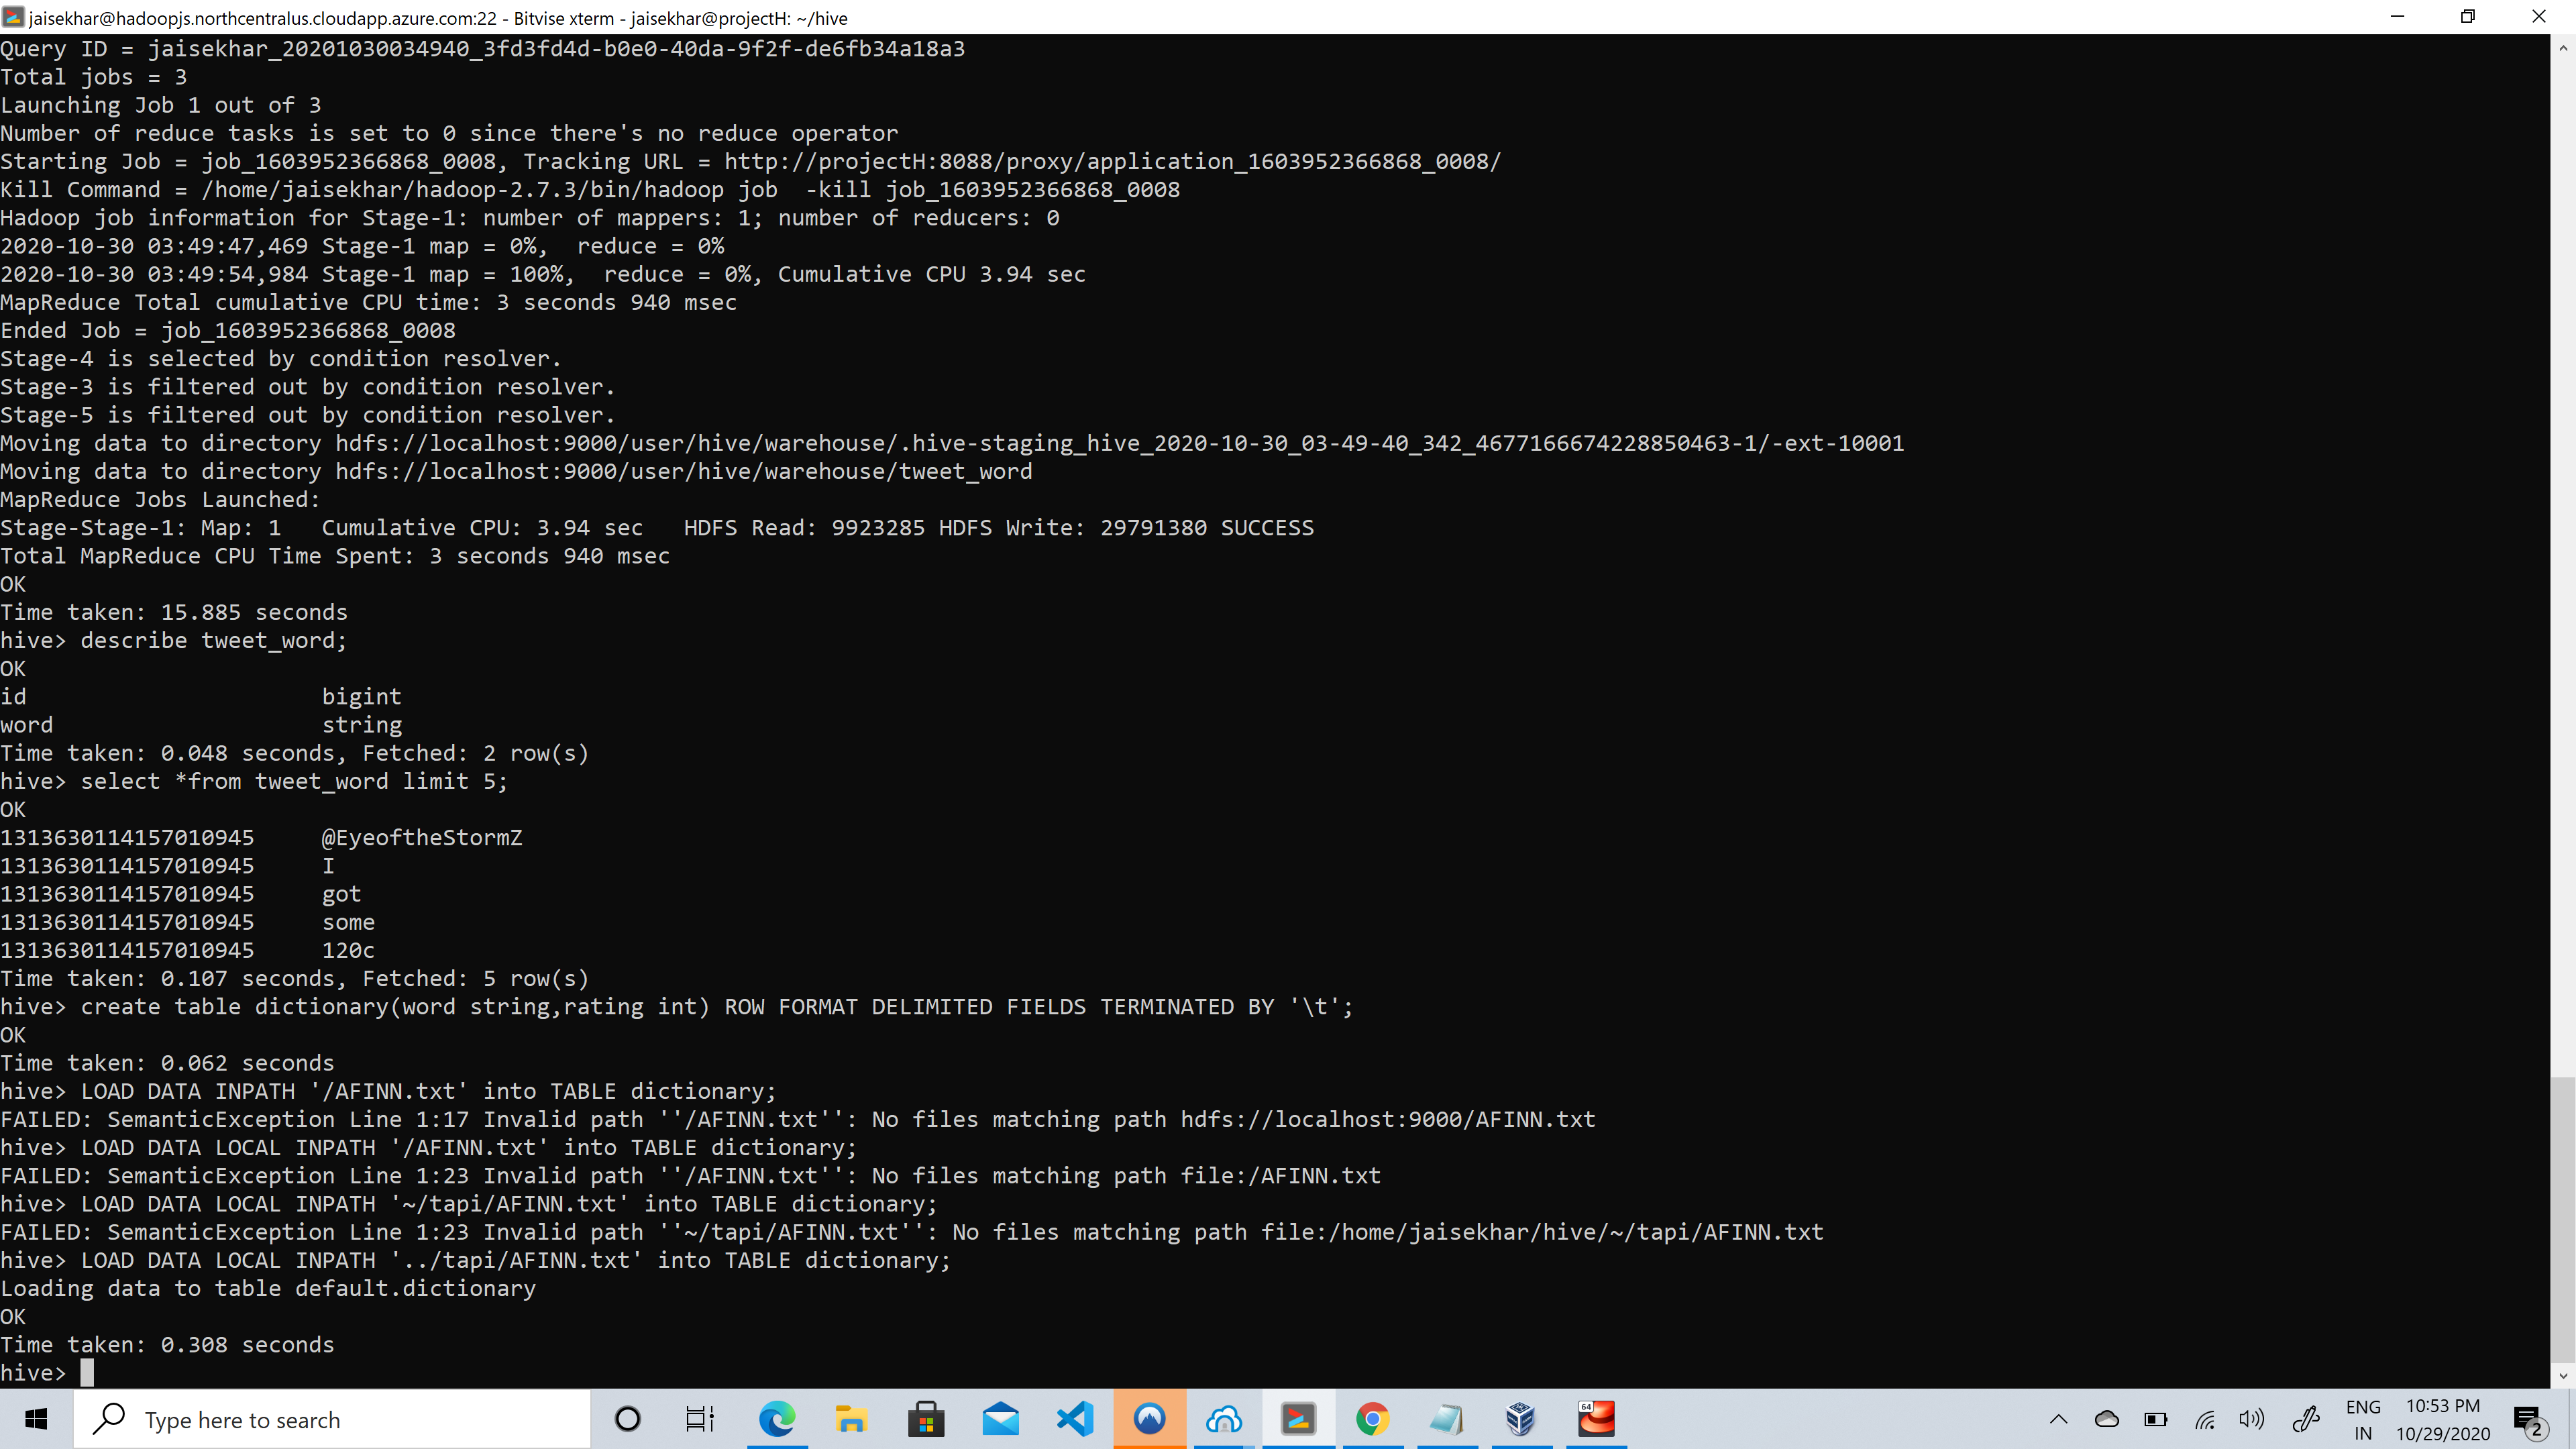 jaisekhar@hadoopjs.northcentralus.cloudapp.azure.com:22 - Bitvise xterm - jaisekhar@projectH: ~/hive
Query ID = jaisekhar_20201030034940_3fd3fd4d-b0e0-40da-9f2f-de6fb34a18a3
Total jobs = 3
Launching Job 1 out of 3
Number of reduce tasks is set to 0 since there's no reduce operator
Starting Job = job_1603952366868_0008, Tracking URL = http://projectH:8088/proxy/application_1603952366868_0008/
Kill Command = /home/jaisekhar/hadoop-2.7.3/bin/hadoop job  -kill job_1603952366868_0008
Hadoop job information for Stage-1: number of mappers: 1; number of reducers: 0
2020-10-30 03:49:47,469 Stage-1 map = 0%,  reduce = 0%
2020-10-30 03:49:54,984 Stage-1 map = 100%,  reduce = 0%, Cumulative CPU 3.94 sec
MapReduce Total cumulative CPU time: 3 seconds 940 msec
Ended Job = job_1603952366868_0008
Stage-4 is selected by condition resolver.
Stage-3 is filtered out by condition resolver.
Stage-5 is filtered out by condition resolver.
Moving data to directory hdfs://localhost:9000/user/hive/warehouse/.hive-staging_hive_2020-10-30_03-49-40_342_4677166674228850463-1/-ext-10001
Moving data to directory hdfs://localhost:9000/user/hive/warehouse/tweet_word
MapReduce Jobs Launched:
Stage-Stage-1: Map: 1   Cumulative CPU: 3.94 sec   HDFS Read: 9923285 HDFS Write: 29791380 SUCCESS
Total MapReduce CPU Time Spent: 3 seconds 940 msec
OK
Time taken: 15.885 seconds
hive> describe tweet_word;
OK
id                      bigint
word                    string
Time taken: 0.048 seconds, Fetched: 2 row(s)
hive> select *from tweet_word limit 5;
OK
1313630114157010945     @EyeoftheStormZ
1313630114157010945     I
1313630114157010945     got
1313630114157010945     some
1313630114157010945     120c
Time taken: 0.107 seconds, Fetched: 5 row(s)
hive> create table dictionary(word string,rating int) ROW FORMAT DELIMITED FIELDS TERMINATED BY '\t';
OK
Time taken: 0.062 seconds
hive> LOAD DATA INPATH '/AFINN.txt' into TABLE dictionary;
FAILED: SemanticException Line 1:17 Invalid path ''/AFINN.txt'': No files matching path hdfs://localhost:9000/AFINN.txt
hive> LOAD DATA LOCAL INPATH '/AFINN.txt' into TABLE dictionary;
FAILED: SemanticException Line 1:23 Invalid path ''/AFINN.txt'': No files matching path file:/AFINN.txt
hive> LOAD DATA LOCAL INPATH '~/tapi/AFINN.txt' into TABLE dictionary;
FAILED: SemanticException Line 1:23 Invalid path ''~/tapi/AFINN.txt'': No files matching path file:/home/jaisekhar/hive/~/tapi/AFINN.txt
hive> LOAD DATA LOCAL INPATH '../tapi/AFINN.txt' into TABLE dictionary;
Loading data to table default.dictionary
OK
Time taken: 0.308 seconds
hive>
Type here to search
64
ENG
IN
10:53 PM
10/29/2020
2